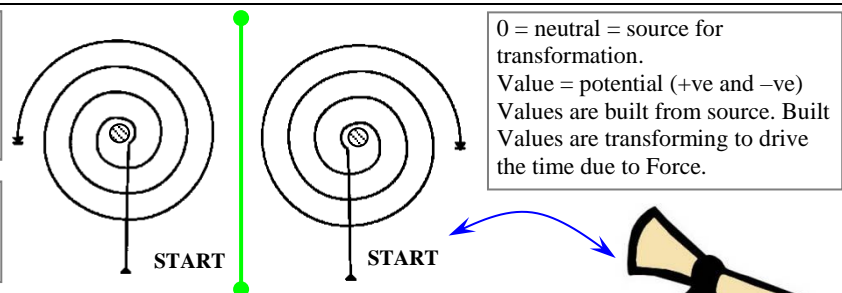 0 = neutral = source for
transformation.
Value = potential (+ve and –ve)
Values are built from source. Built
Values are transforming to drive
the time due to Force.
START
START